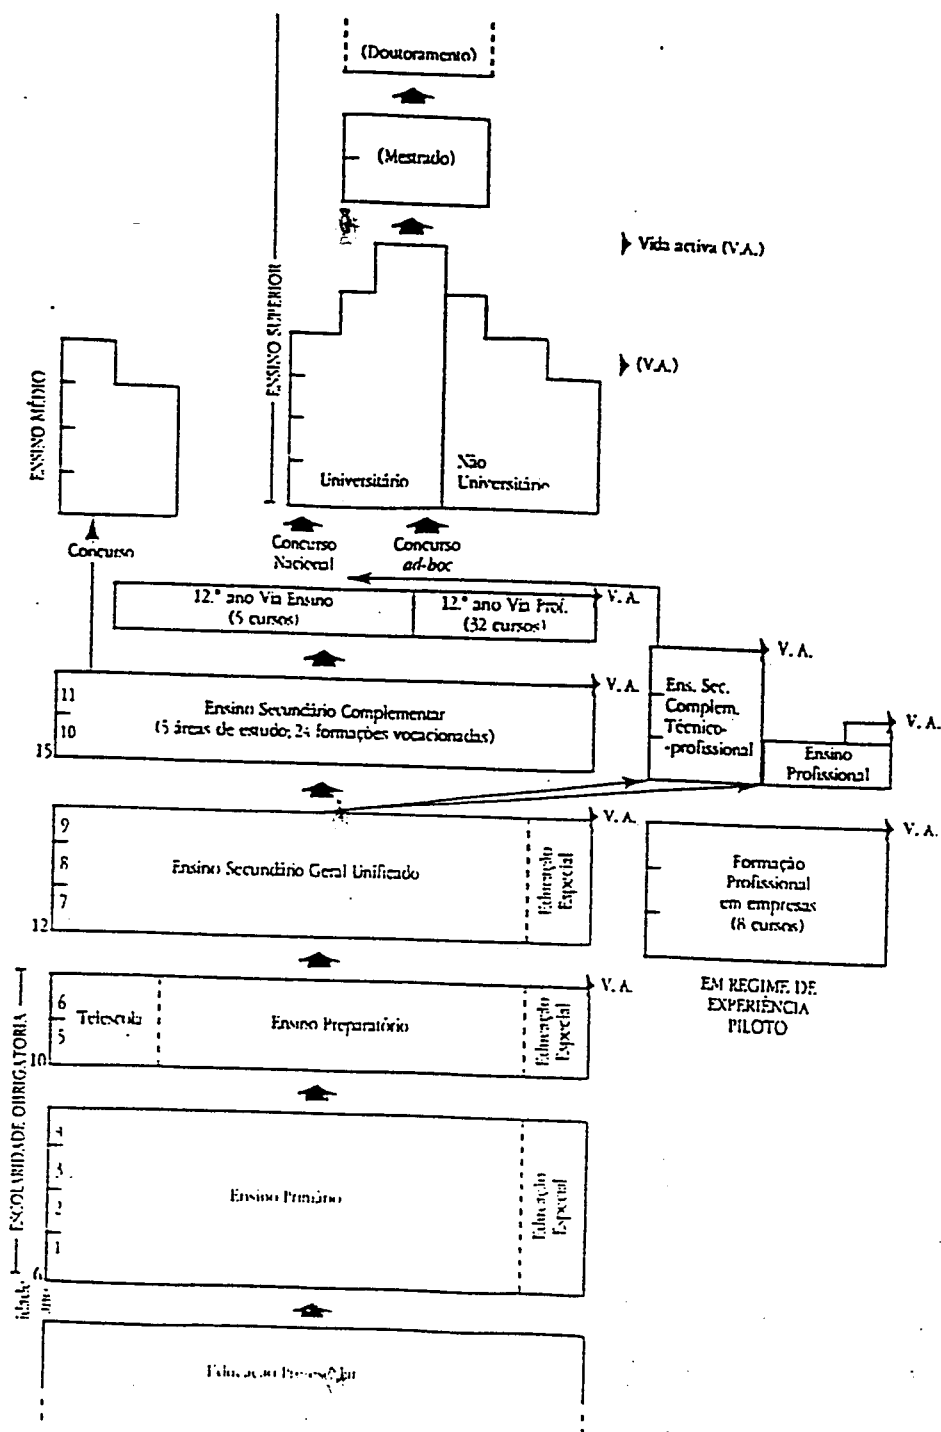 (Doutoramento)
(Mestrado)
Vida activa (V.A.)
ENSINO SUPERIOR
(V.A.)
ENSINO MÉDIO
Universitário
Não
Universitário
Concurso
Concurso
Nacional
Concurso
ad-hoc
12.º ano Via Ensino
(5 cursos)
12.º ano Via Prof.
(32 cursos)
V. A.
V. A.
11
10
15
Ensino Secundário Complementar
(5 áreas de estudo; 24 formações vocacionadas)
V. A.
Ens. Sec.
Complem.
Técnico-
-profissional
V. A.
Ensino
Profissional
9
8
7
12
Ensino Secundário Geral Unificado
Educação
Especial
V. A.
V. A.
Formação
Profissional
em empresas
(8 cursos)
EM REGIME DE
EXPERIÊNCIA
PILOTO
ESCOLARIDADE OBRIGATORIA
6
5
10
Telescola
Ensino Preparatório
Educação
Especial
V. A.
4
3
2
1
6
Ensino Primário
Educação
Especial
idade
Educação